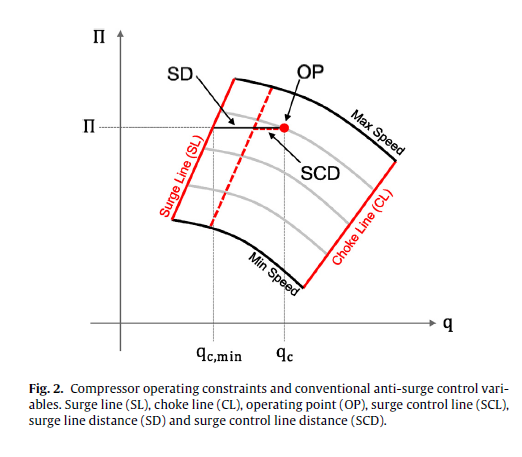 Π
SD
OP
Max Speed
Π
SCD
Surge Line (SL)
Choke Line (CL)
Min Speed
q
qc,min
qc
Fig. 2. Compressor operating constraints and conventional anti-surge control vari-
ables. Surge line (SL), choke line (CL), operating point (OP), surge control line (SCL),
surge line distance (SD) and surge control line distance (SCD).